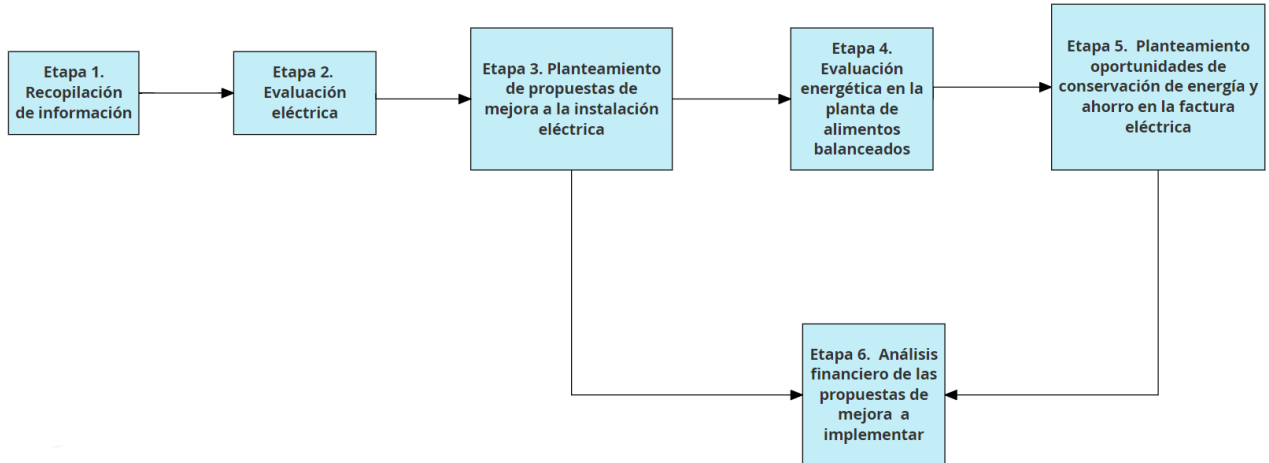 Etapa 1.
Recopilación
de información
Etapa 2.
Evaluación
eléctrica
Etapa 3. Planteamiento
de propuestas de
mejora a la instalación
eléctrica
Etapa 4.
Evaluación
energética en la
planta de
alimentos
balanceados
Etapa 5.  Planteamiento
oportunidades de
conservación de energía y
ahorro en la factura
eléctrica
Etapa 6.  Análisis
financiero de las
propuestas de
mejora  a
implementar